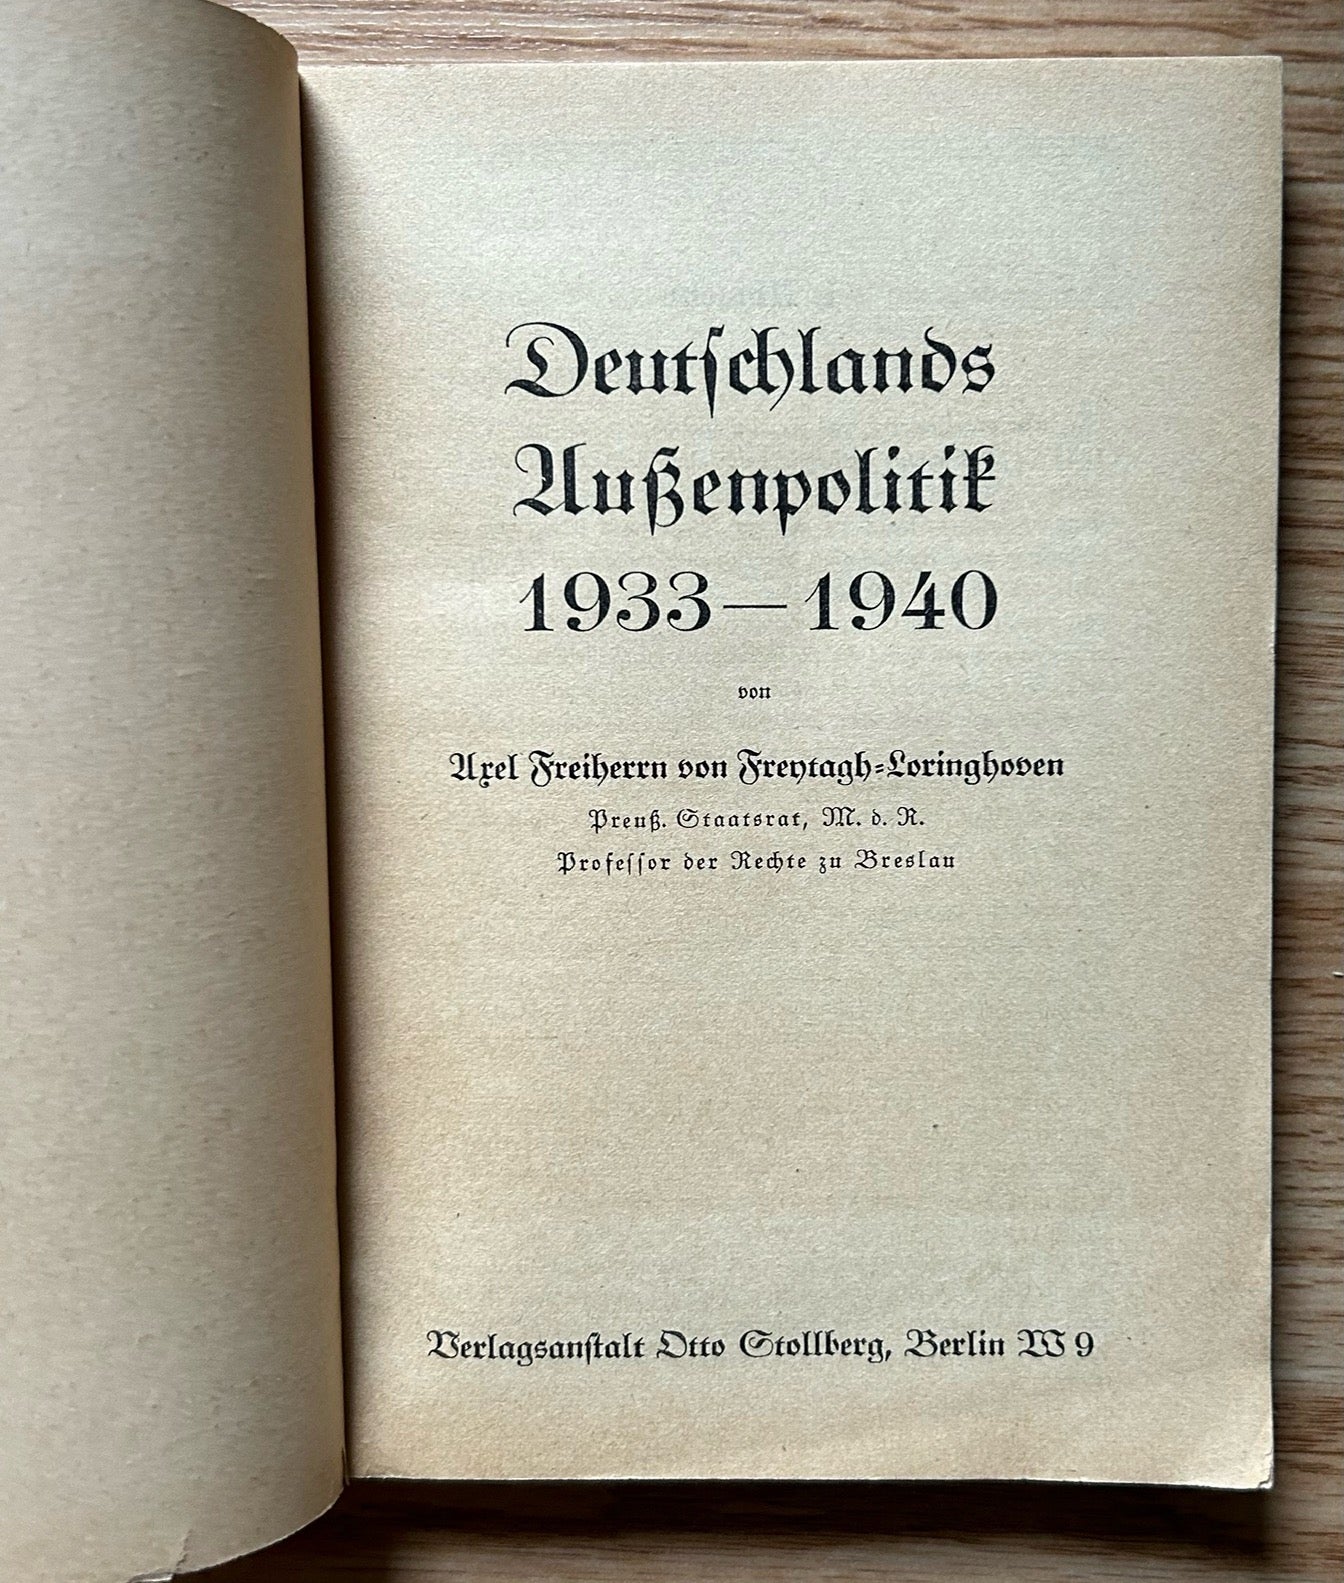 Deutſchlands
Außenpolitik
1933—1940
von
Axel Freiherrn von Freytagh-Loringhoven
Preuß. Staatsrat, M. d. R.
Profeſſor der Rechte zu Breslau
Verlagsanſtalt Otto Stollberg, Berlin W 9